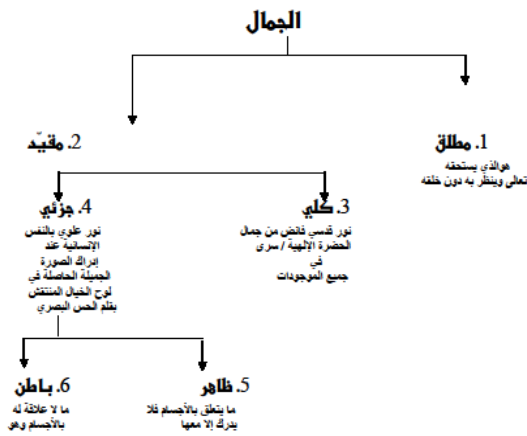 الجمال
1. مطلق
هوالذي يستحقه
تعالى وينظر به دون خلقه
2. مقيّد
3. كلي
نور قدسي فائض من جمال
الحضرة الإلهية / سرى
في
جميع الموجودات
4. جزئي
نور علوي بالنفس
الإنسانية عند
إدراك الصورة
الجميلة الحاصلة في
لوح الخيال المنتقش
بقلم الحس البصري
5. ظاهر
ما يتعلق بالأجسام فلا
يدرك إلا معها
6. باطن
ما لا علاقة له
بالأجسام وهو